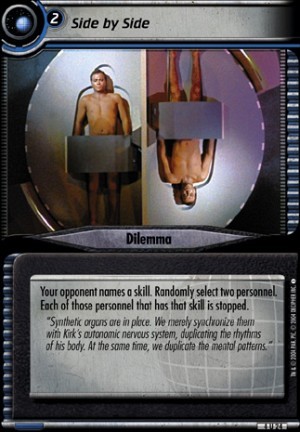 2 Side by Side
Dilemma
Your opponent names a skill. Randomly select two personnel.
Each of those personnel that has that skill is stopped.
"Synthetic organs are in place. We merely synchronize them
with Kirk's autonomic nervous system, duplicating the rhythms
of his body. At the same time, we duplicate the mental patterns."
4 U 24